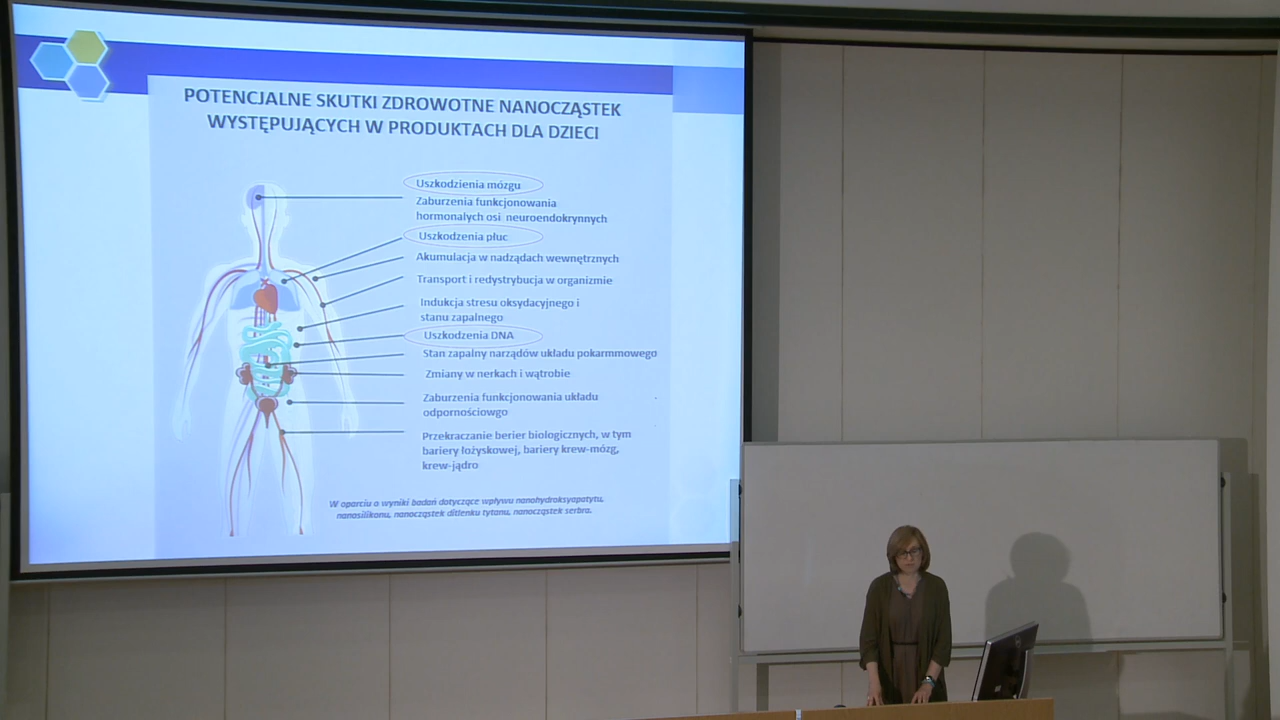 POTENCJALNE SKUTKI ZDROWOTNE NANOCZĄSTEK
WYSTĘPUJĄCYCH W PRODUKTACH DLA DZIECI
Uszkodzienia mózgu
Zaburzenia funkcjonowania
hormonalych osi neuroendokrynnych
Uszkodzenia płuc
Akumulacja w nadządach wewnętrznych
Transport i redystrybucja w organizmie
Indukcja stresu oksydacyjnego i
stanu zapalnego
Uszkodzenia DNA
Stan zapalny narządów układu pokarmmowego
Zmiany w nerkach i wątrobie
Zaburzenia funkcjonowania układu
odpornościowgo
Przekraczanie berier biologicznych, w tym
bariery łożyskowej, bariery krew-mózg,
krew-jądro
W oparciu o wyniki badań dotyczące wpływu nanohydroksyapatytu,
nanosilikonu, nanocząstek ditlenku tytanu, nanocząstek serbra.